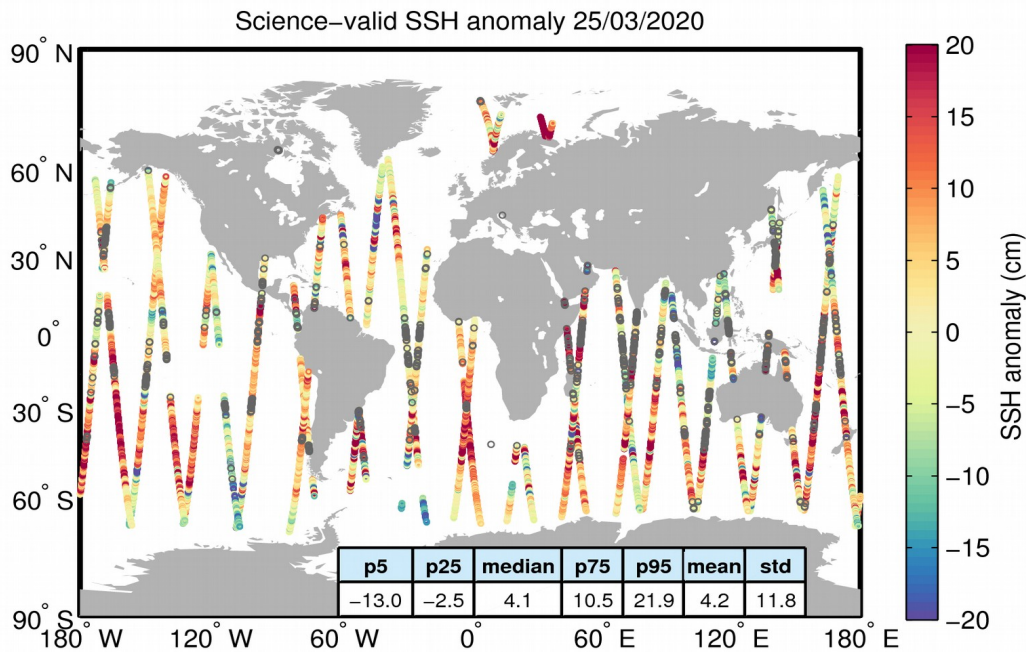 Science−valid SSH anomaly 25/03/2020
90° N
60° N
30° N
0°
30° S
60° S
90° S
180° W
120° W
60° W
0°
60° E
120° E
180° E
p5 p25 median p75 p95 mean std
−13.0 −2.5 4.1 10.5 21.9 4.2 11.8
20
15
10
5
0
−5
−10
−15
−20
SSH anomaly (cm)